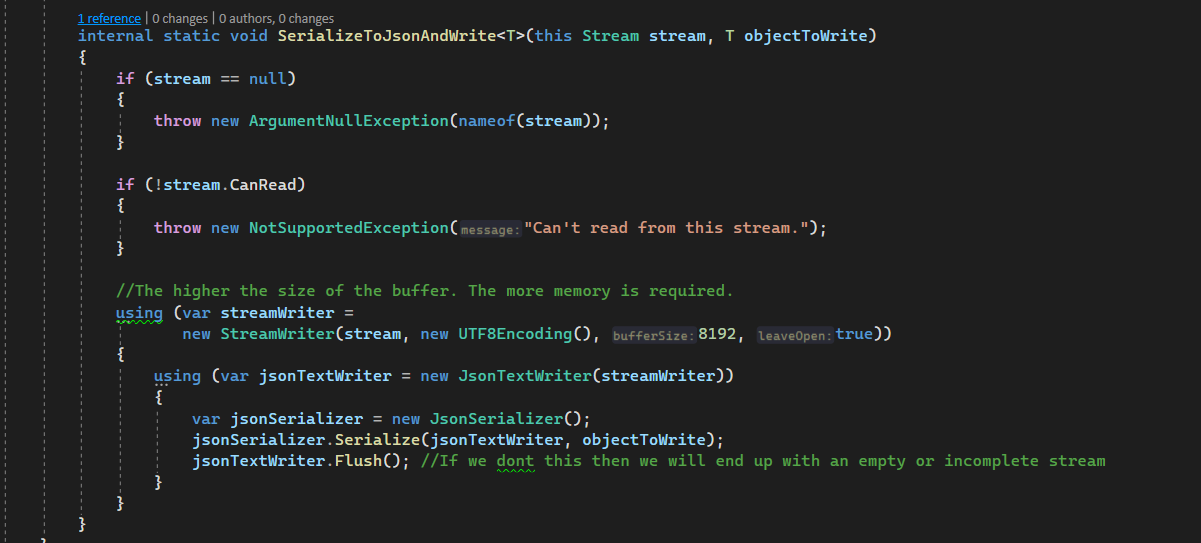 1 reference | 0 changes | 0 authors, 0 changes
internal static void SerializeToJsonAndWrite<T>(this Stream stream, T objectToWrite)
{
if (stream == null)
{
throw new ArgumentNullException(nameof(stream));
}
if (!stream.CanRead)
{
throw new NotSupportedException(message:"Can't read from this stream.");
}
//The higher the size of the buffer. The more memory is required.
using (var streamWriter =
new StreamWriter(stream, new UTF8Encoding(), bufferSize:8192, leaveOpen:true))
{
using (var jsonTextWriter = new JsonTextWriter(streamWriter))
{
var jsonSerializer = new JsonSerializer();
jsonSerializer.Serialize(jsonTextWriter, objectToWrite);
jsonTextWriter.Flush(); //If we dont this then we will end up with an empty or incomplete stream
}
}
}